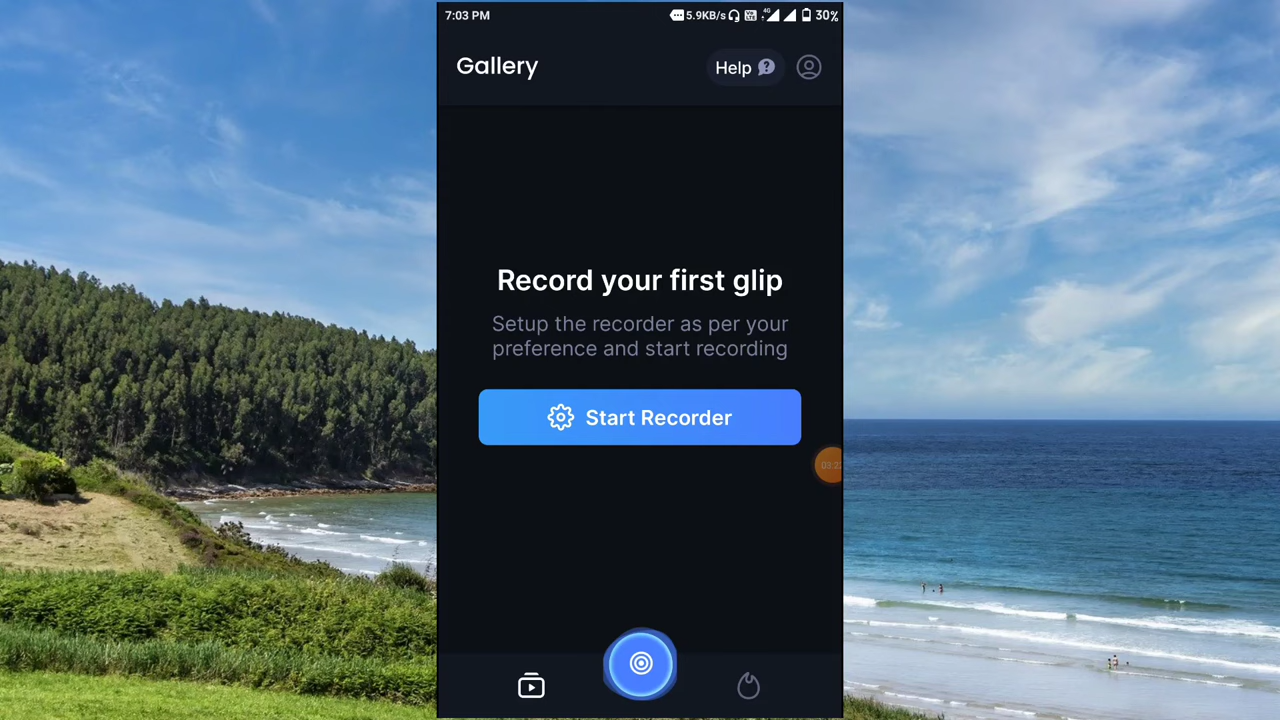 7:03 PM 5.9KB/s 4G 30%
Gallery
Help
Record your first glip
Setup the recorder as per your
preference and start recording
Start Recorder